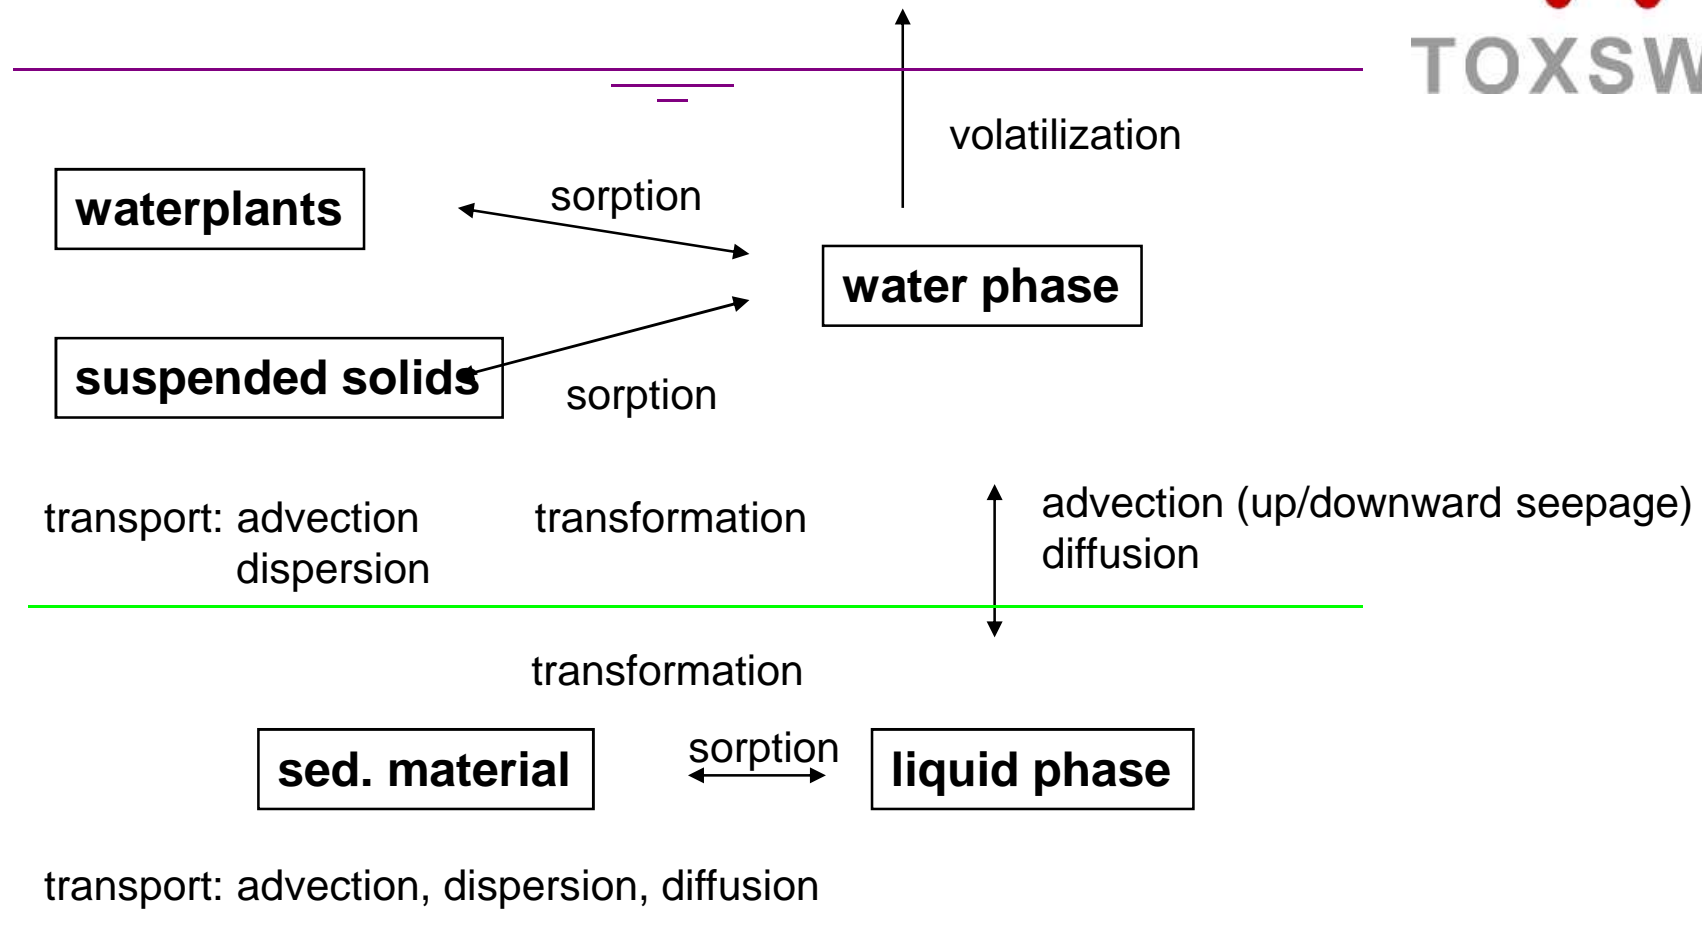 TOXSW
volatilization
waterplants
sorption
water phase
suspended solids
sorption
transport: advection
dispersion
transformation
advection (up/downward seepage)
diffusion
transformation
sed. material
sorption
liquid phase
transport: advection, dispersion, diffusion